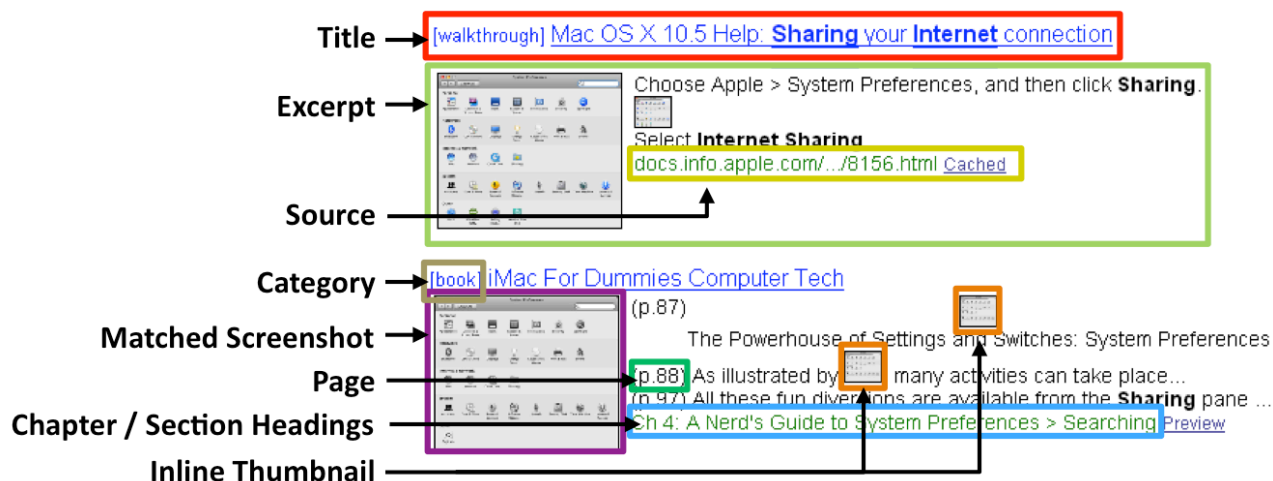 Title
[walkthrough] Mac OS X 10.5 Help: Sharing your Internet connection
Excerpt
Choose Apple > System Preferences, and then click Sharing.
Select Internet Sharing
docs.info.apple.com/.../8156.html Cached
Source
Category
[book] iMac For Dummies Computer Tech
(p.87)
Matched Screenshot
The Powerhouse of Settings and Switches: System Preferences
Page
(p.88) As illustrated by many activities can take place...
(p.97) All these fun diversions are available from the Sharing pane ...
Chapter / Section Headings
Ch 4: A Nerd's Guide to System Preferences > Searching Preview
Inline Thumbnail